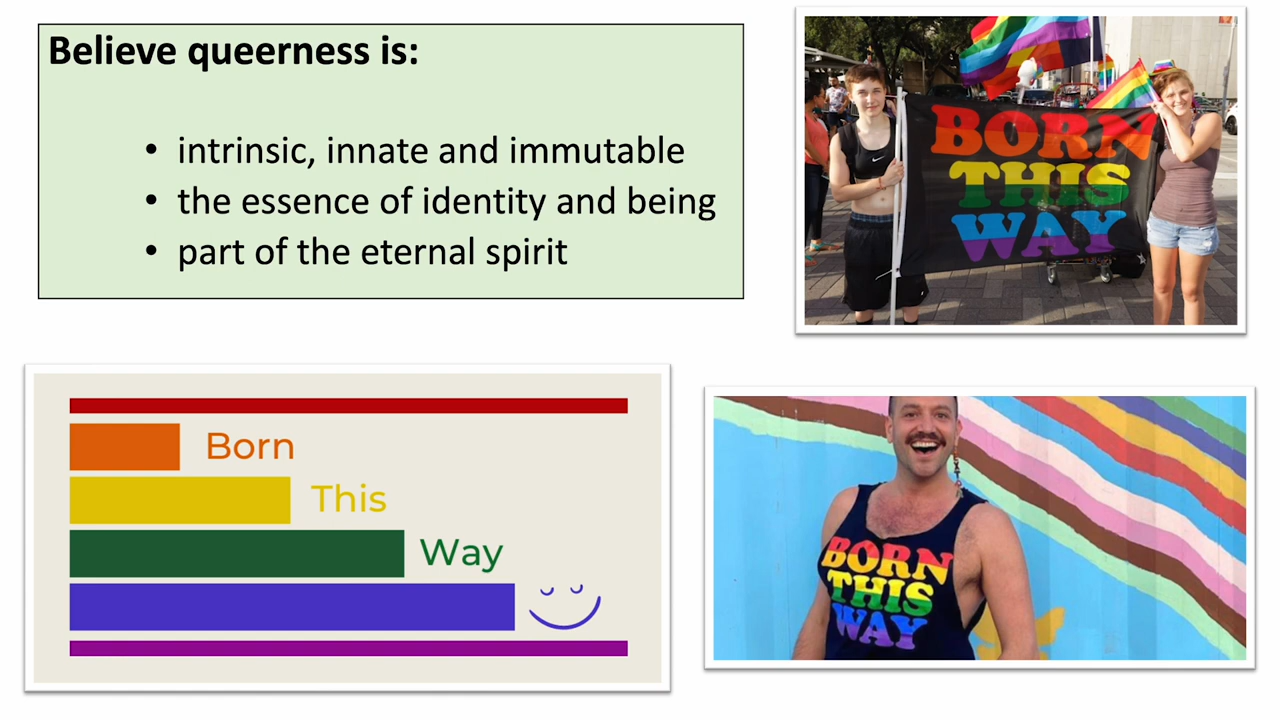 Believe queerness is:
• intrinsic, innate and immutable
• the essence of identity and being
• part of the eternal spirit
BORN
THIS
WAY
Born
This
Way
BORN
THIS
WAY